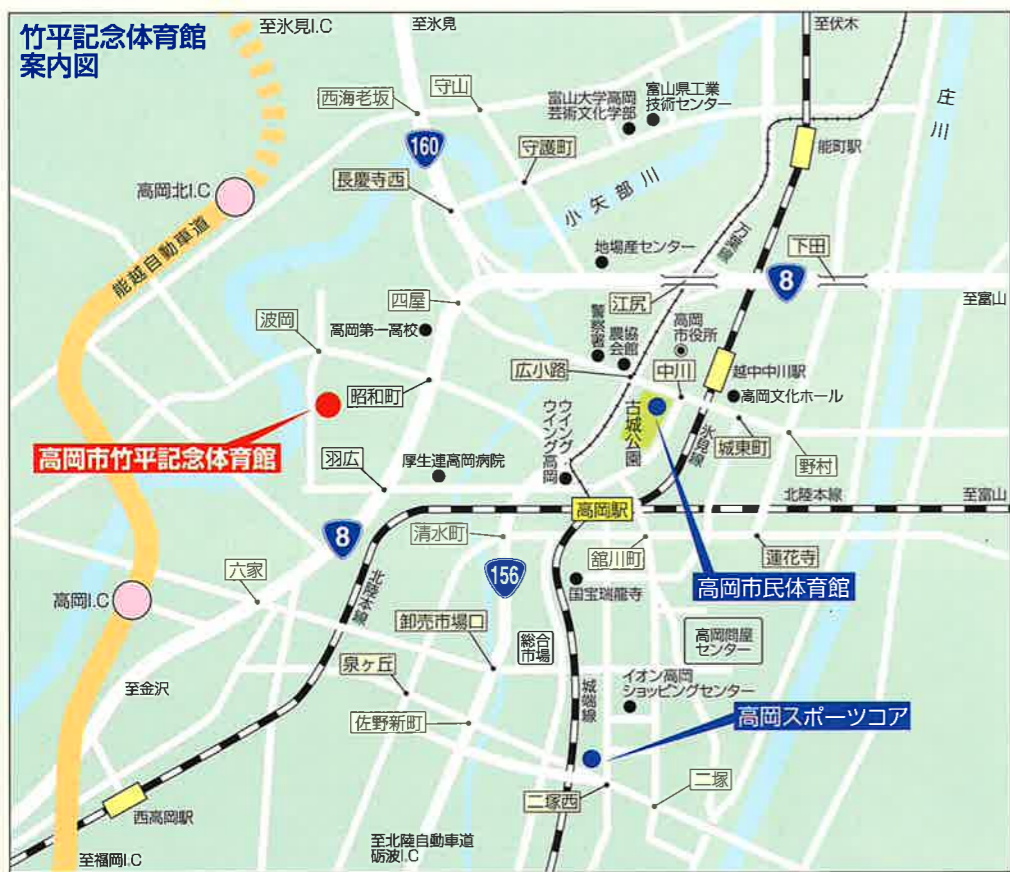 竹平記念体育館
案内図
至氷見I.C
至氷見
至伏木
西海老坂
守山
富山大学高岡
芸術文化学部
富山県工業
技術センター
庄川
160
守護町
能町駅
長慶寺西
高岡北I.C
小矢部川
能越自動車道
万葉線
地場産センター
下田
8
四屋
江尻
至富山
波岡
高岡第一高校
警察署
農協
会館
高岡
市役所
広小路
中川
越中中川駅
昭和町
高岡文化ホール
ウイング
ウイング高岡
古城公園
氷見線
城東町
野村
高岡市竹平記念体育館
羽広
厚生連高岡病院
北陸本線
至富山
高岡駅
8
清水町
舘川町
蓮花寺
156
六家
北陸本線
国宝瑞龍寺
高岡市民体育館
高岡I.C
卸売市場口
総合
市場
高岡問屋
センター
泉ヶ丘
至金沢
イオン高岡
ショッピングセンター
城端線
佐野新町
高岡スポーツコア
二塚
二塚西
西高岡駅
至北陸自動車道
砺波I.C
至福岡I.C